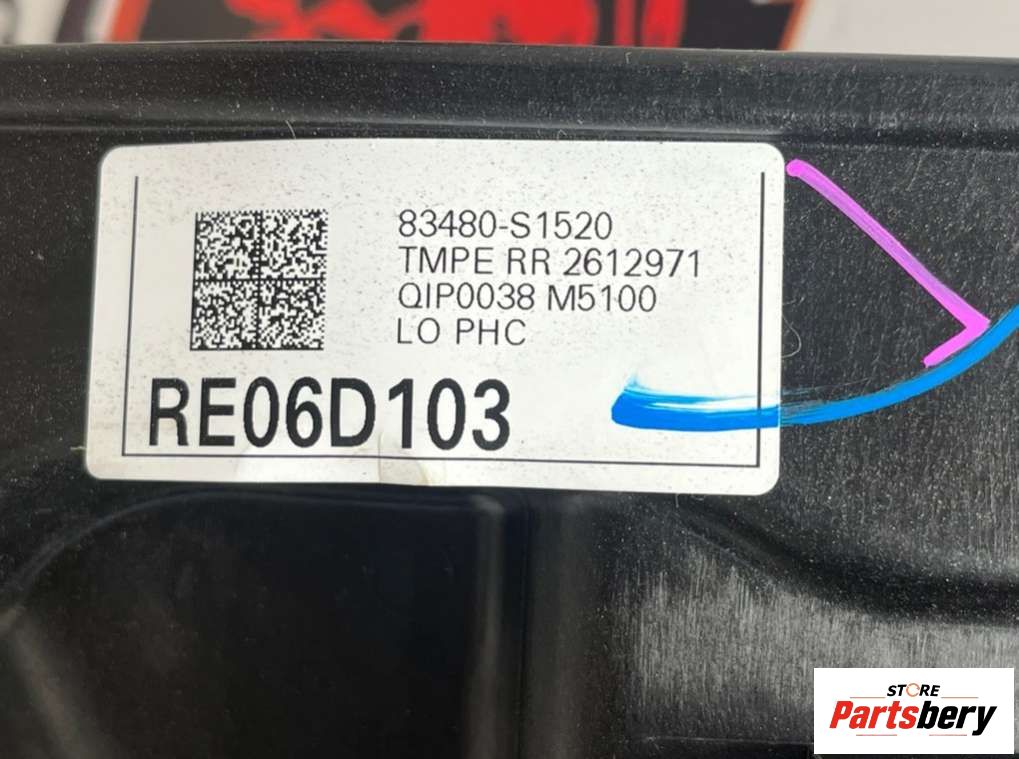 83480-S1520
TMPE RR 2612971
QIP0038 M5100
LO PHC
RE06D103
STORE
Partsbery